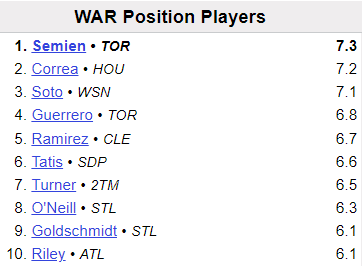 WAR Position Players
1. Semien • TOR 7.3
2. Correa • HOU 7.2
3. Soto • WSN 7.1
4. Guerrero • TOR 6.8
5. Ramirez • CLE 6.7
6. Tatis • SDP 6.6
7. Turner • 2TM 6.5
8. O'Neill • STL 6.3
9. Goldschmidt • STL 6.1
10. Riley • ATL 6.1